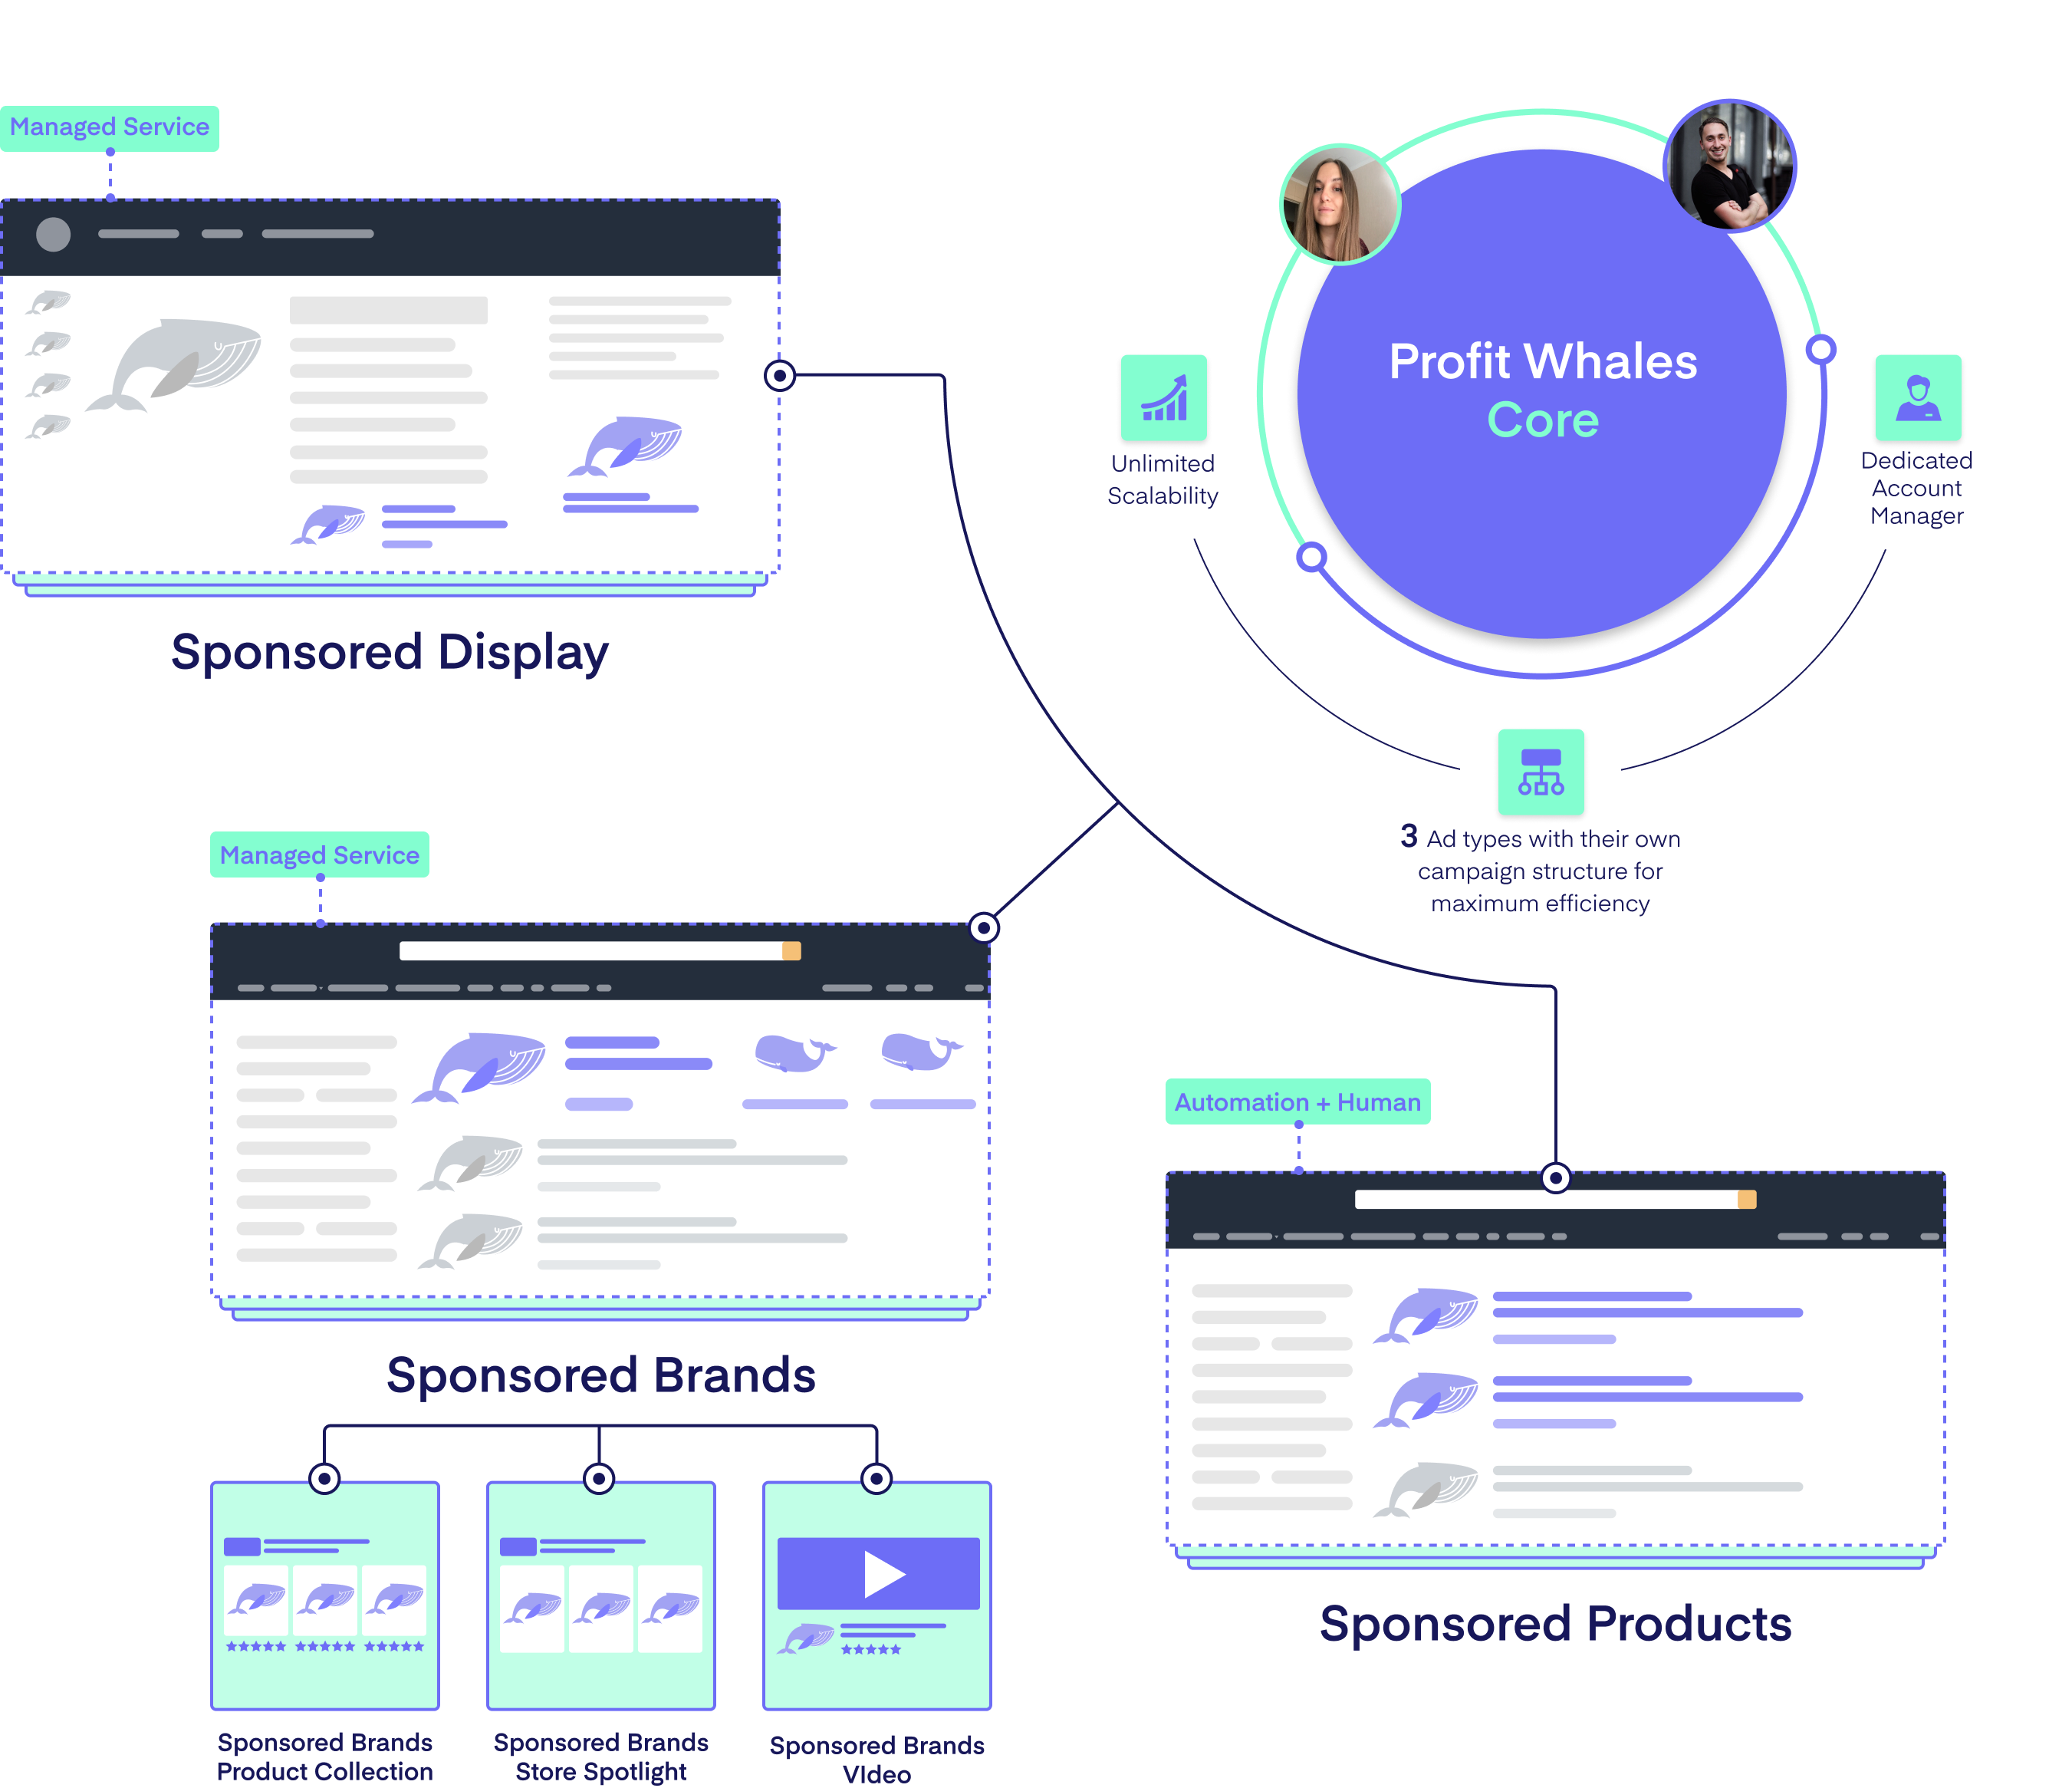 Managed Service
Sponsored Display
Profit Whales
Core
Unlimited
Scalability
Dedicated
Account
Manager
3 Ad types with their own
campaign structure for
maximum efficiency
Managed Service
Sponsored Brands
Sponsored Brands
Product Collection
Sponsored Brands
Store Spotlight
Sponsored Brands
VIdeo
Automation + Human
Sponsored Products